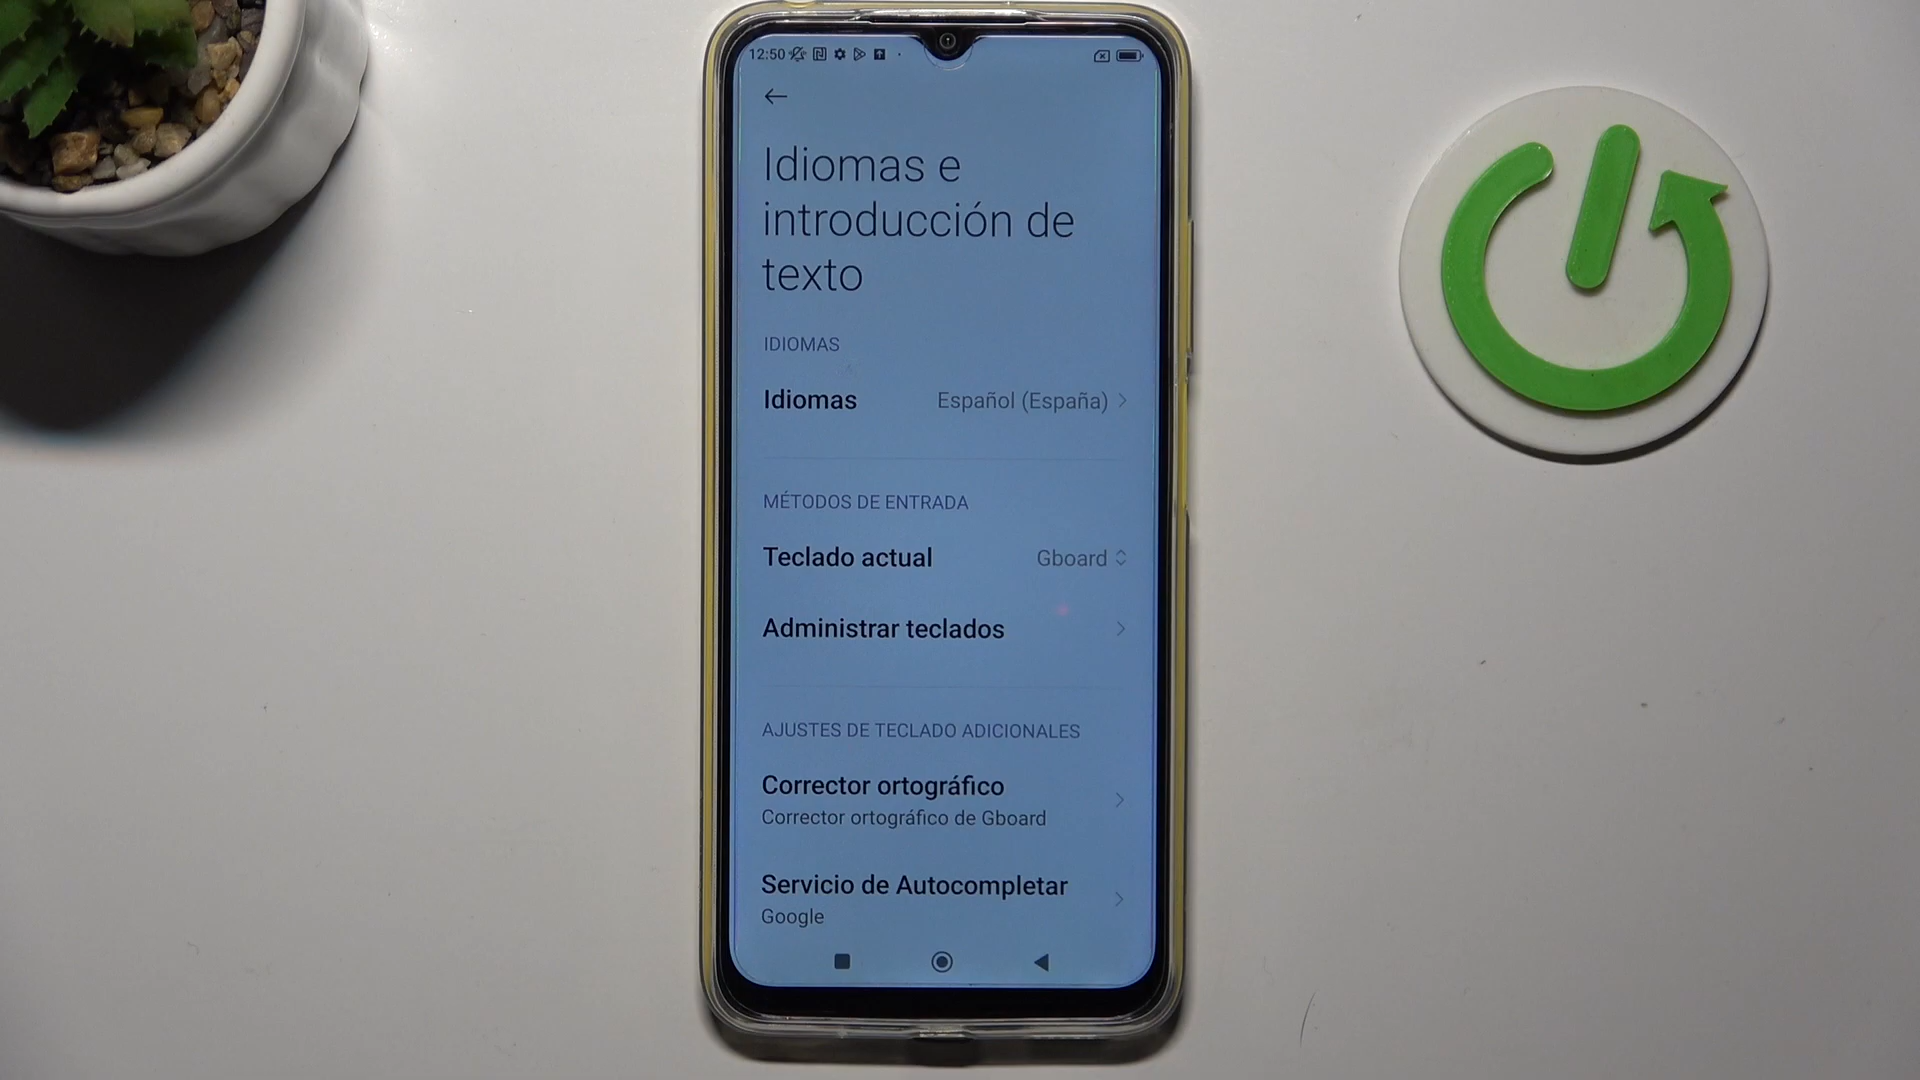 12:50
Idiomas e
introducción de
texto
IDIOMAS
Idiomas Español (España)
MÉTODOS DE ENTRADA
Teclado actual Gboard
Administrar teclados
AJUSTES DE TECLADO ADICIONALES
Corrector ortográfico
Corrector ortográfico de Gboard
Servicio de Autocompletar
Google